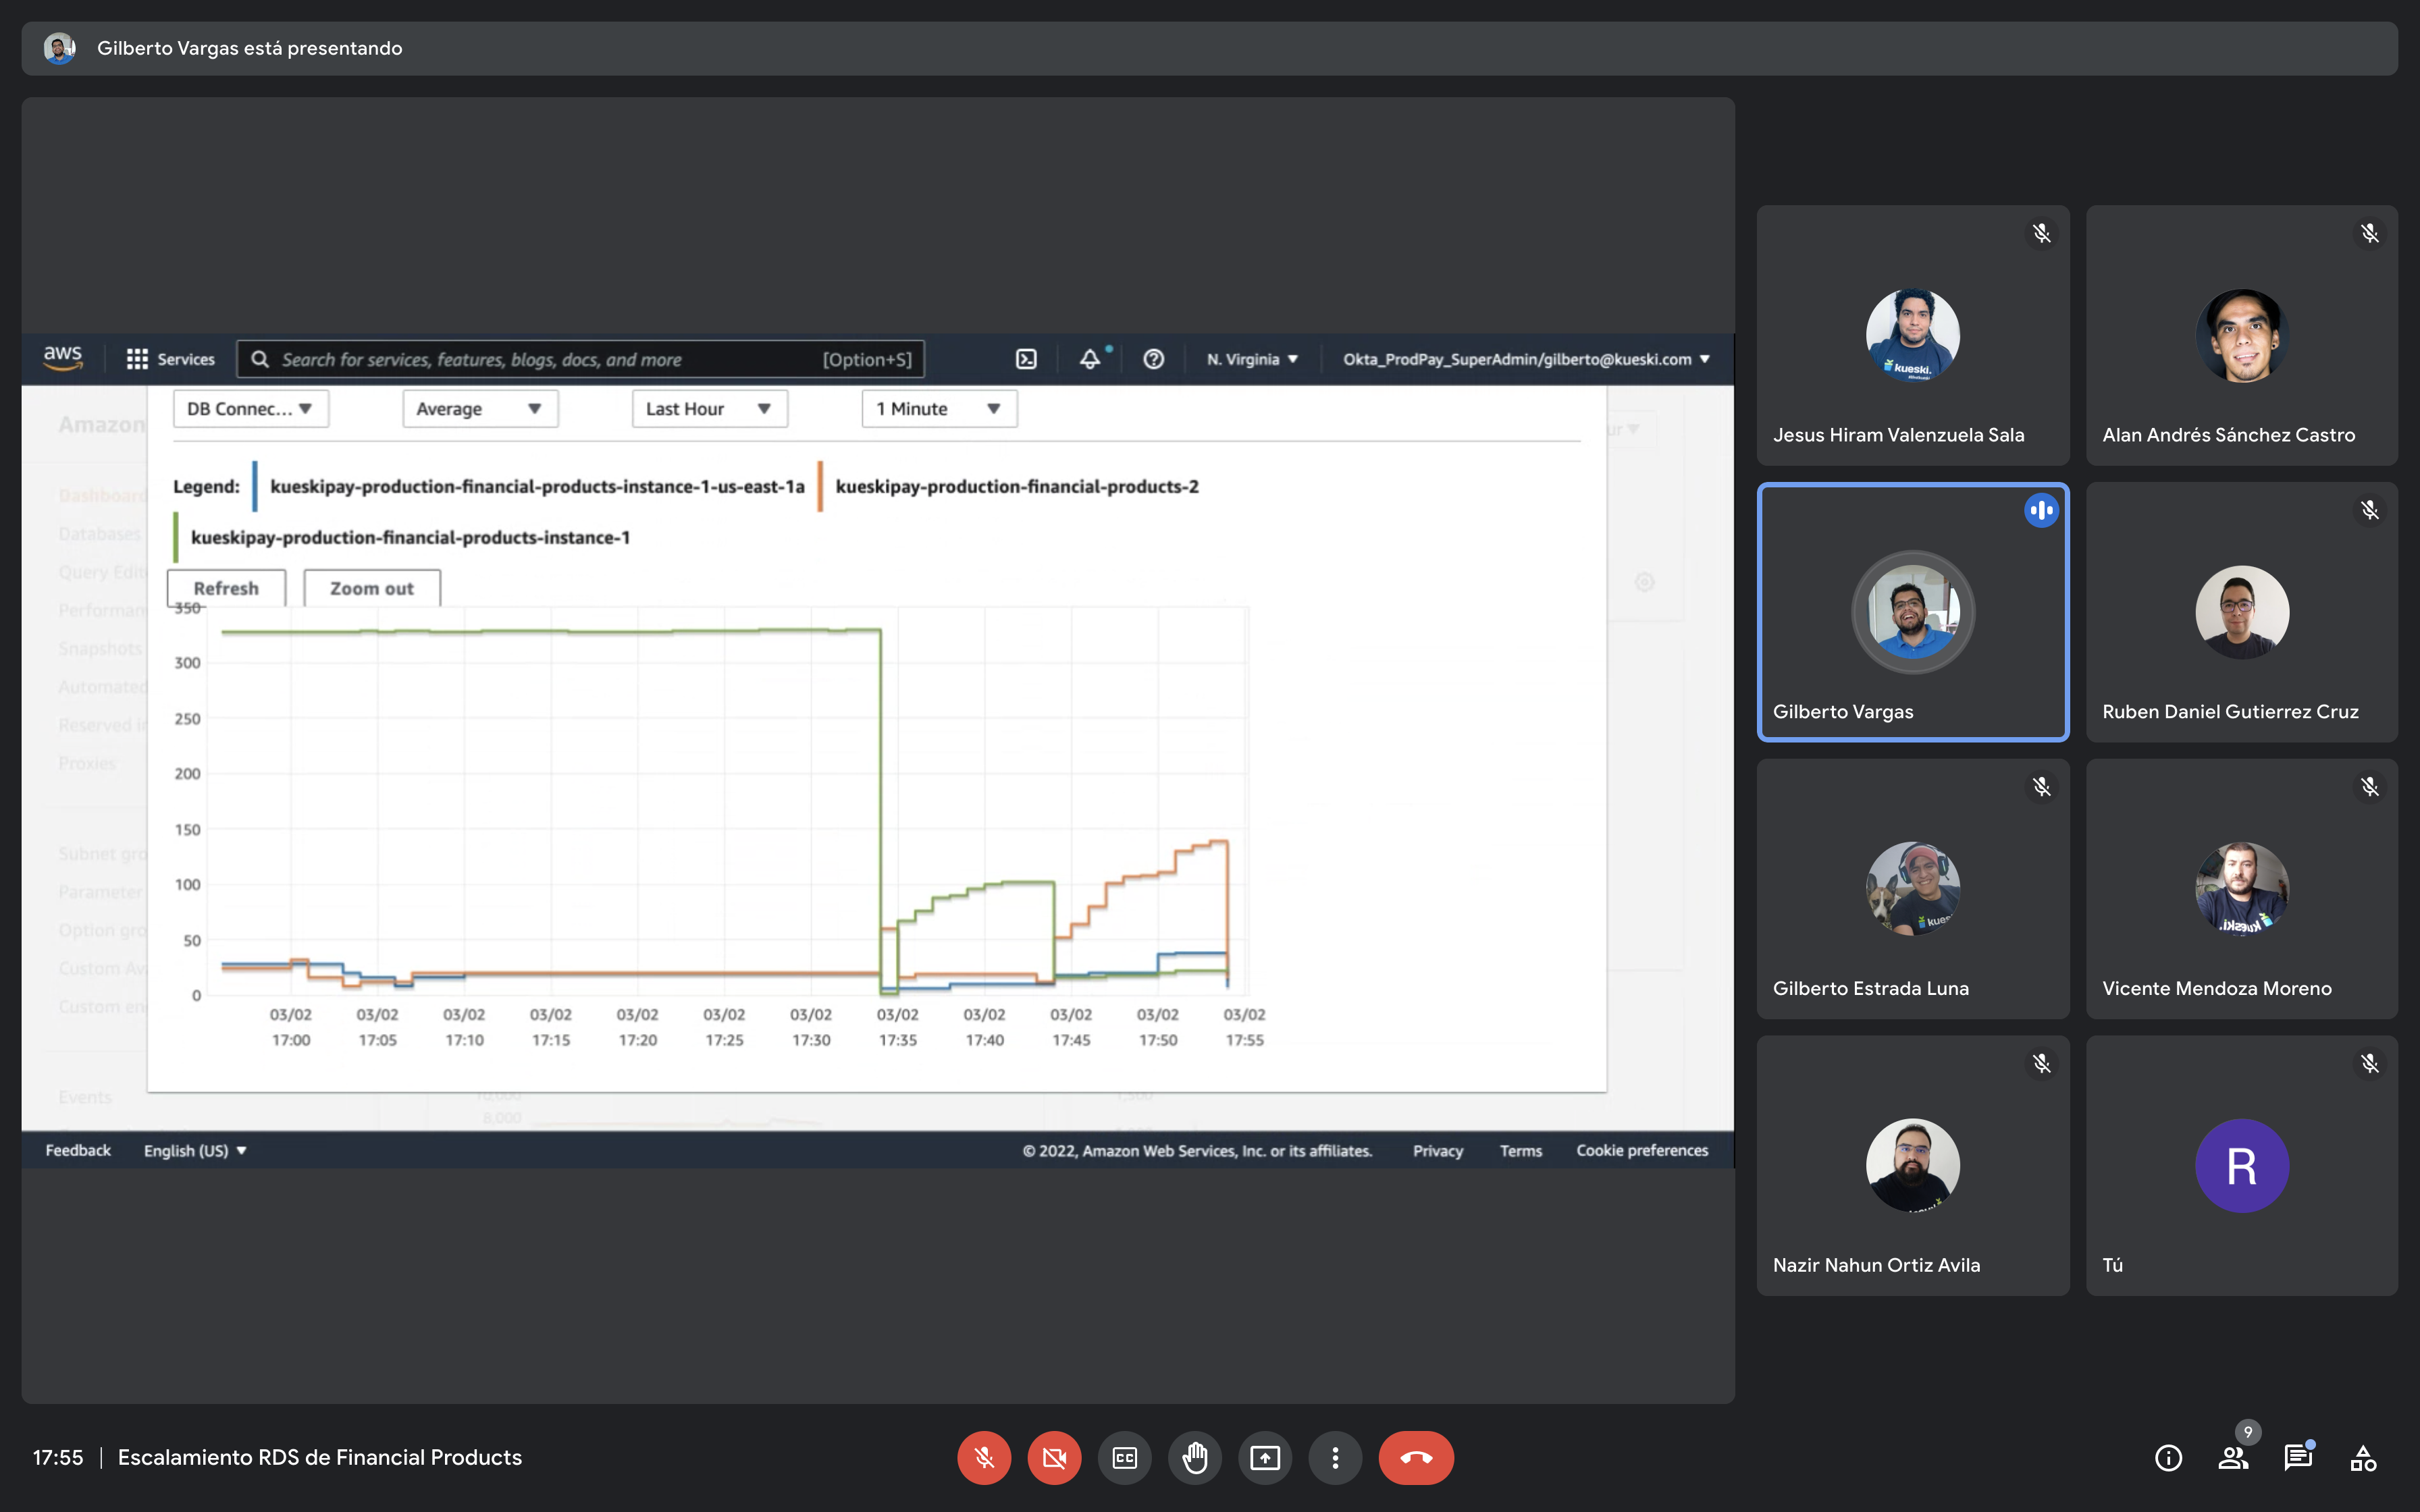 Gilberto Vargas está presentando
aws
Services
Search for services, features, blogs, docs, and more
[Option+S]
N. Virginia
Okta_ProdPay_SuperAdmin/gilberto@kueski.com
DB Connec...
Average
Last Hour
1 Minute
Legend:
kueskipay-production-financial-products-instance-1-us-east-1a
kueskipay-production-financial-products-2
kueskipay-production-financial-products-instance-1
Refresh
Zoom out
350
300
250
200
150
100
50
0
03/02 03/02 03/02 03/02 03/02 03/02 03/02 03/02 03/02 03/02 03/02 03/02
17:00 17:05 17:10 17:15 17:20 17:25 17:30 17:35 17:40 17:45 17:50 17:55
Amazon
Dashboard
Databases
Query Edit
Performan
Snapshots
Automated
Reserved in
Proxies
Subnet gro
Parameter
Option gro
Custom Av
Custom en
Events
10,000
8,000
1,500
Feedback
English (US)
© 2022, Amazon Web Services, Inc. or its affiliates.
Privacy
Terms
Cookie preferences
kueski.
Jesus Hiram Valenzuela Sala
Alan Andrés Sánchez Castro
Gilberto Vargas
Ruben Daniel Gutierrez Cruz
Gilberto Estrada Luna
Vicente Mendoza Moreno
Nazir Nahun Ortiz Avila
R
Tú
17:55
Escalamiento RDS de Financial Products
CC
9